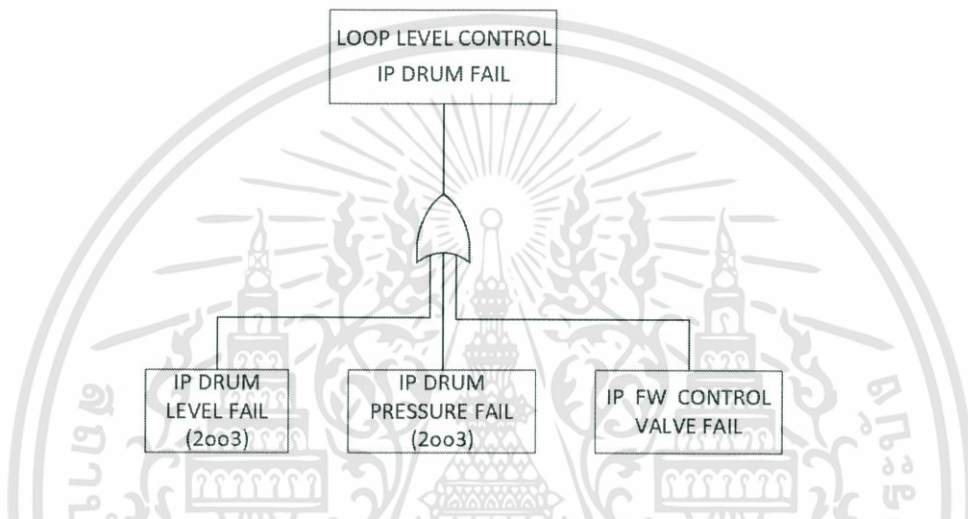 LOOP LEVEL CONTROL
IP DRUM FAIL
IP DRUM
LEVEL FAIL
(2oo3)
IP DRUM
PRESSURE FAIL
(2oo3)
IP FW CONTROL
VALVE FAIL